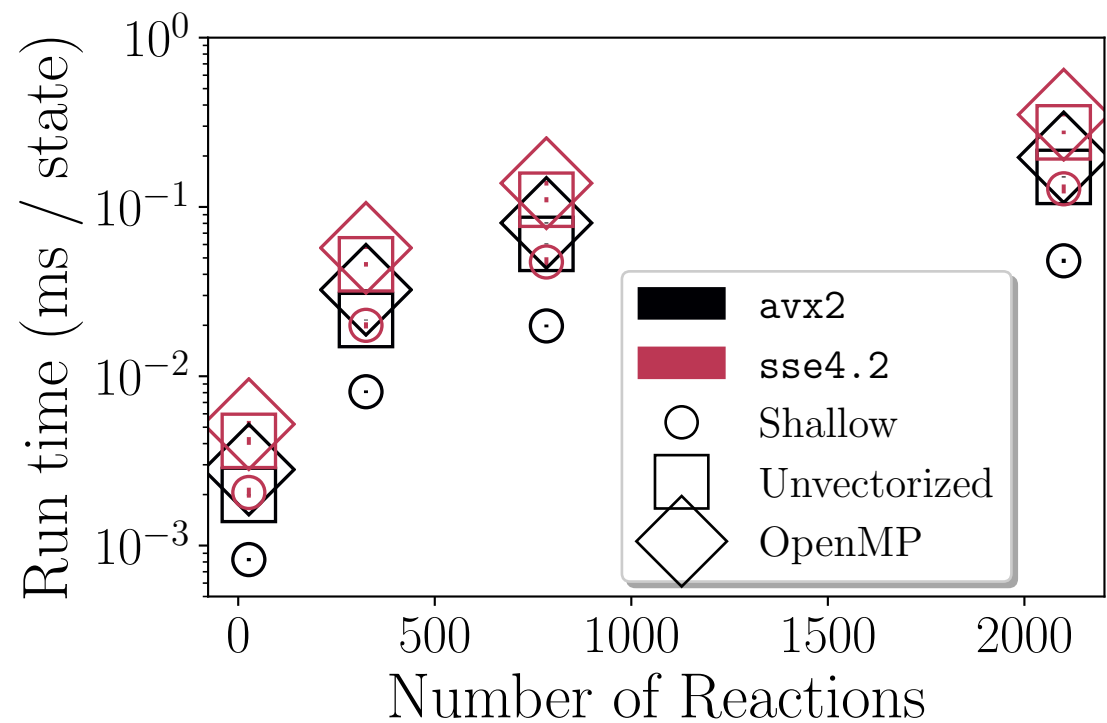 Run time (ms / state)
10^0
10^-1
10^-2
10^-3
0 500 1000 1500 2000
Number of Reactions
avx2
sse4.2
Shallow
Unvectorized
OpenMP